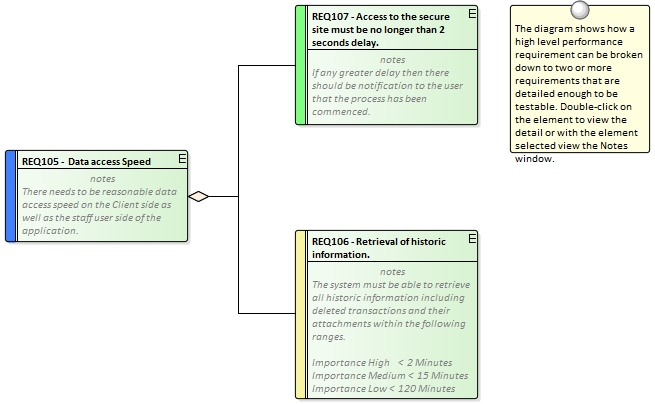 REQ107 - Access to the secure
site must be no longer than 2
seconds delay.
notes
If any greater delay then there
should be notification to the user
that the process has been
commenced.
The diagram shows how a
high level performance
requirement can be broken
down to two or more
requirements that are
detailed enough to be
testable. Double-click on
the element to view the
detail or with the element
selected view the Notes
window.
REQ105 - Data access Speed
notes
There needs to be reasonable data
access speed on the Client side as
well as the staff user side of the
application.
REQ106 - Retrieval of historic
information.
notes
The system must be able to retrieve
all historic information including
deleted transactions and their
attachments within the following
ranges.
Importance High < 2 Minutes
Importance Medium < 15 Minutes
Importance Low < 120 Minutes